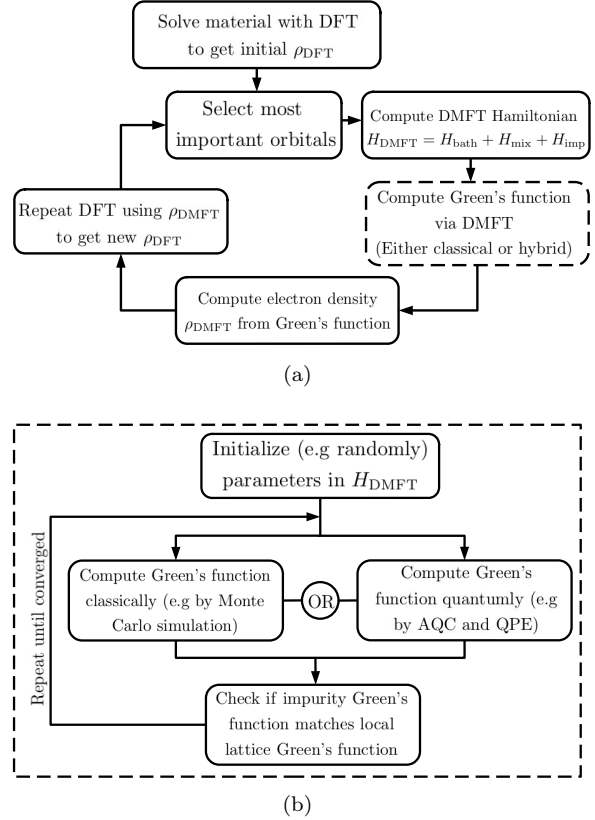 Solve material with DFT
to get initial ρDFT
Select most
important orbitals
Compute DMFT Hamiltonian
HDMFT = Hbath + Hmix + Himp
Compute Green's function
via DMFT
(Either classical or hybrid)
Compute electron density
ρDMFT from Green's function
Repeat DFT using ρDMFT
to get new ρDFT
(a)
Initialize (e.g randomly)
parameters in HDMFT
Repeat until converged
Compute Green's function
classically (e.g by Monte
Carlo simulation)
OR
Compute Green's
function quantumly (e.g
by AQC and QPE)
Check if impurity Green's
function matches local
lattice Green's function
(b)